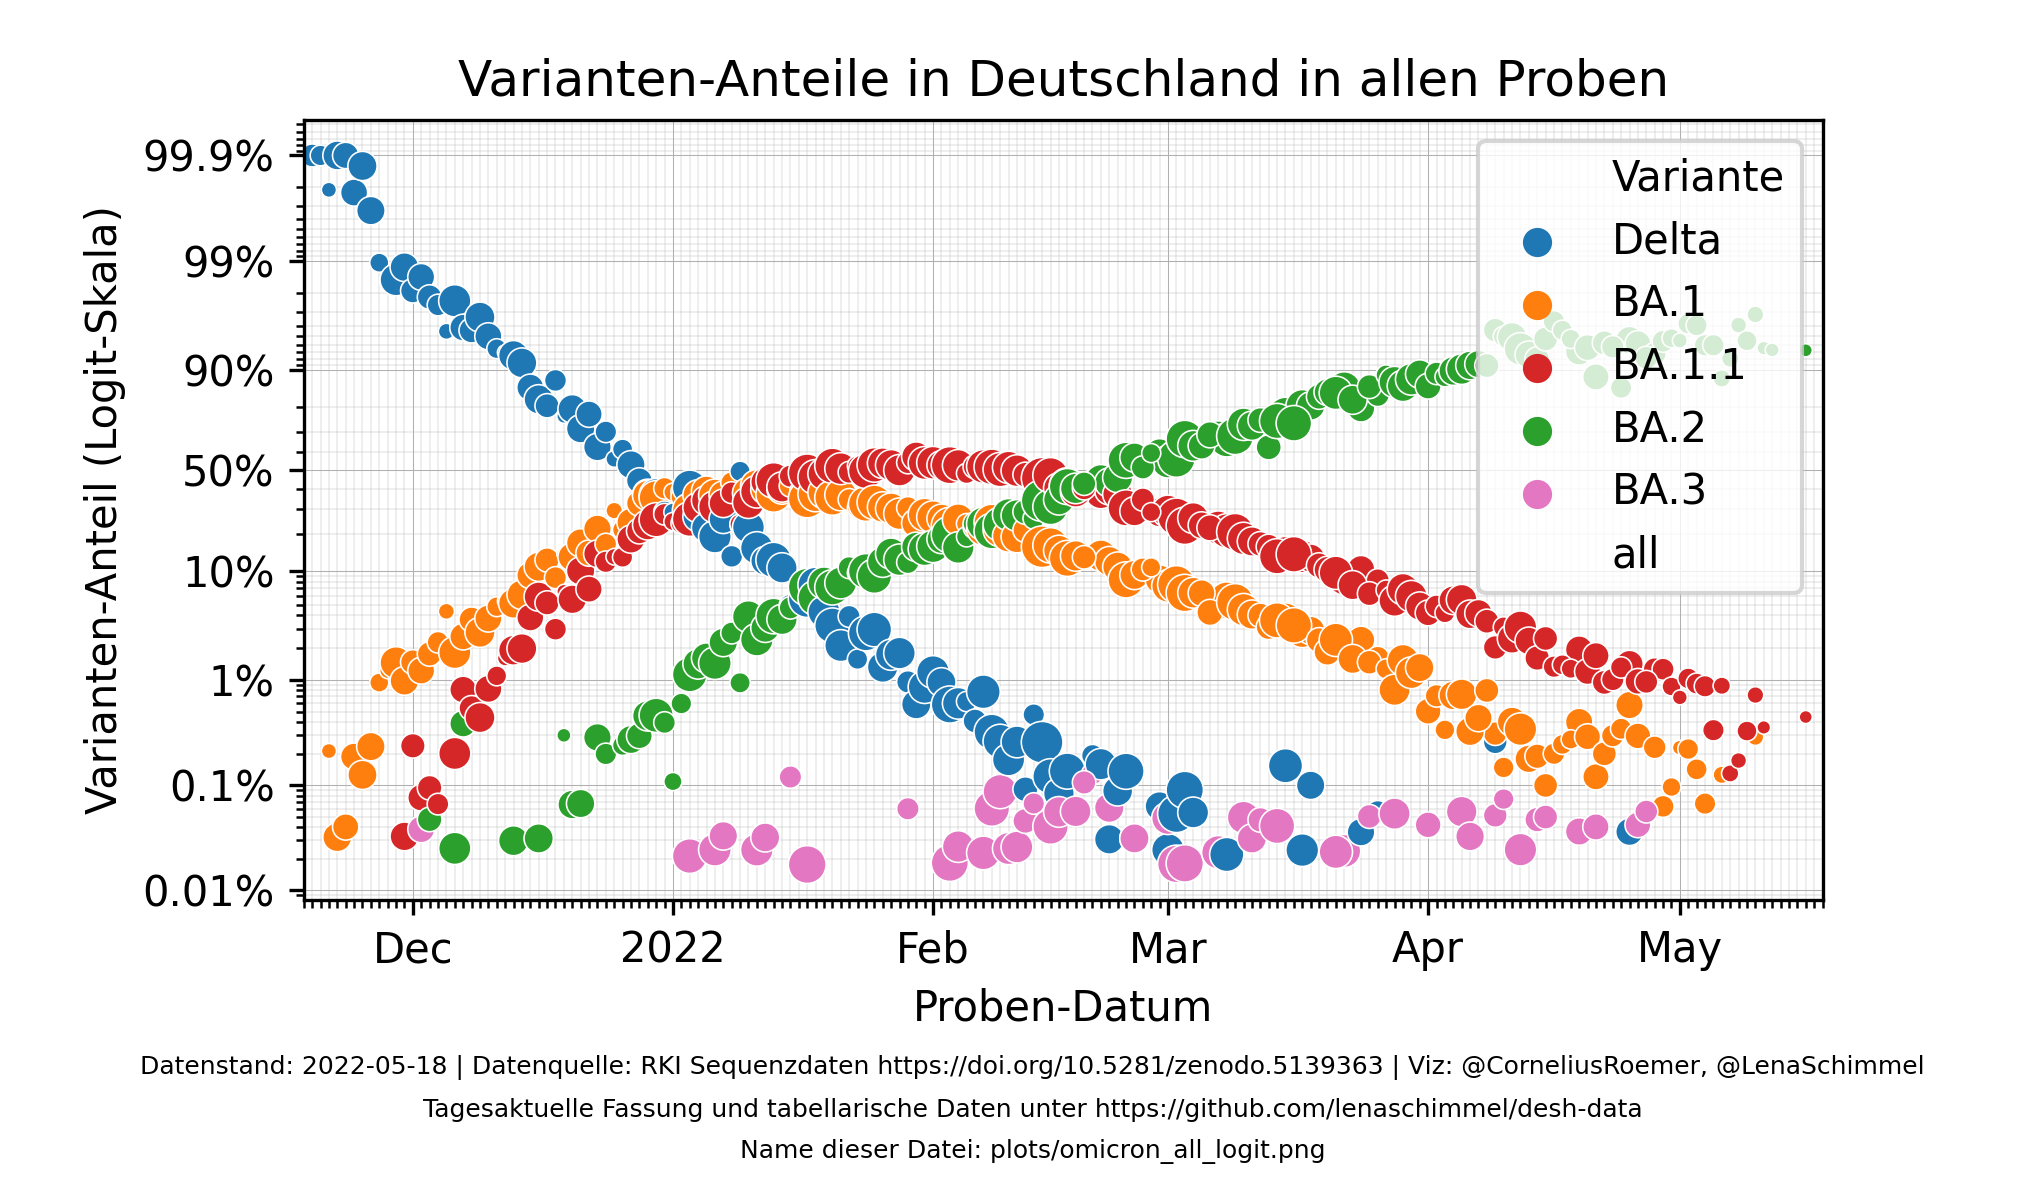 Varianten-Anteile in Deutschland in allen Proben
Varianten-Anteil (Logit-Skala)
99.9%
99%
90%
50%
10%
1%
0.1%
0.01%
Variante
Delta
BA.1
BA.1.1
BA.2
BA.3
all
Dec 2022 Feb Mar Apr May
Proben-Datum
Datenstand: 2022-05-18 | Datenquelle: RKI Sequenzdaten https://doi.org/10.5281/zenodo.5139363 | Viz: @CorneliusRoemer, @LenaSchimmel
Tagesaktuelle Fassung und tabellarische Daten unter https://github.com/lenaschimmel/desh-data
Name dieser Datei: plots/omicron_all_logit.png